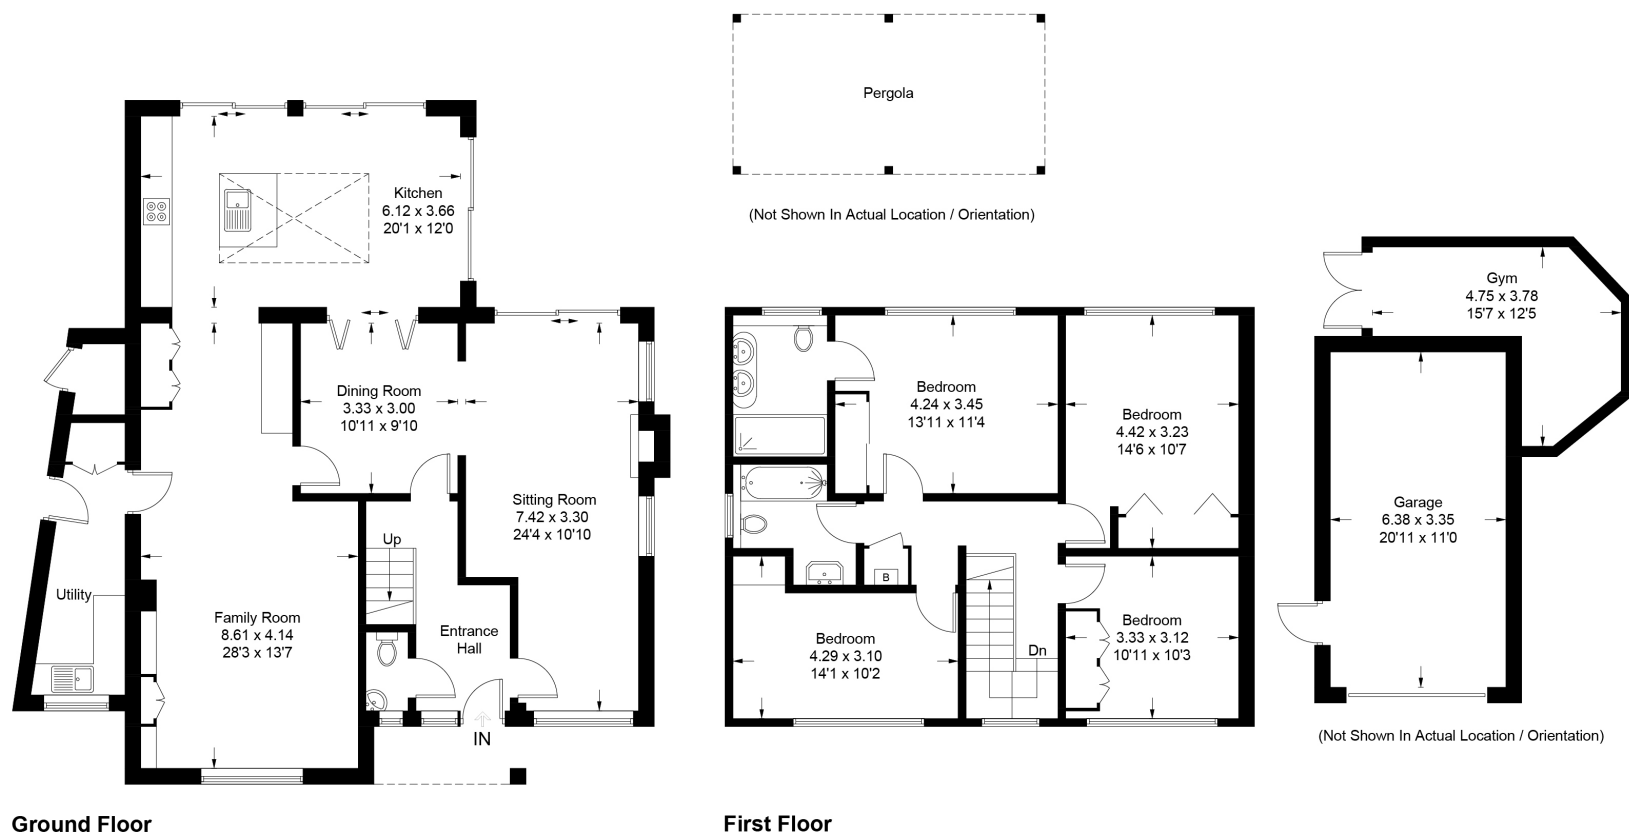 Pergola
(Not Shown In Actual Location / Orientation)
Kitchen
6.12 x 3.66
20'1 x 12'0
Dining Room
3.33 x 3.00
10'11 x 9'10
Sitting Room
7.42 x 3.30
24'4 x 10'10
Up
Utility
Family Room
8.61 x 4.14
28'3 x 13'7
Entrance
Hall
IN
Ground Floor
Bedroom
4.24 x 3.45
13'11 x 11'4
Bedroom
4.42 x 3.23
14'6 x 10'7
B
Bedroom
4.29 x 3.10
14'1 x 10'2
Dn
Bedroom
3.33 x 3.12
10'11 x 10'3
First Floor
Gym
4.75 x 3.78
15'7 x 12'5
Garage
6.38 x 3.35
20'11 x 11'0
(Not Shown In Actual Location / Orientation)